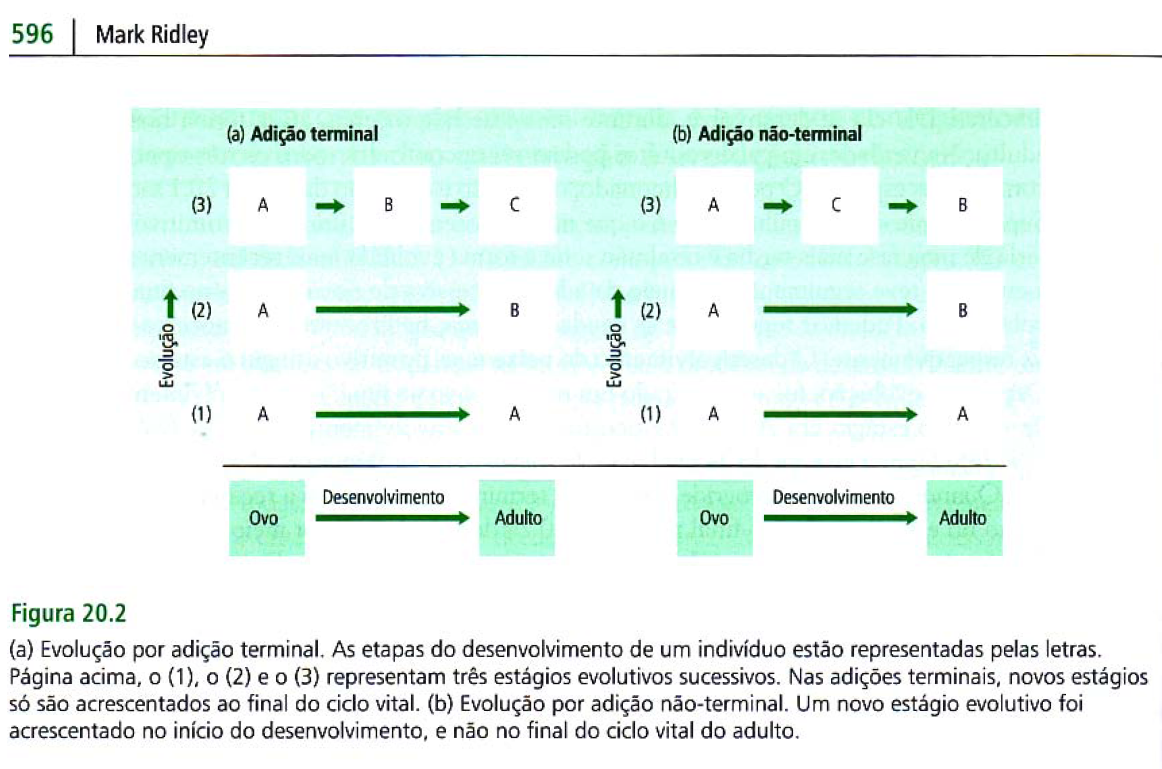 596 | Mark Ridley
(a) Adição terminal
(3) A B C
Evolução
(2) A B
(1) A A
Ovo Desenvolvimento Adulto
(b) Adição não-terminal
(3) A C B
Evolução
(2) A B
(1) A A
Ovo Desenvolvimento Adulto
Figura 20.2
(a) Evolução por adição terminal. As etapas do desenvolvimento de um indivíduo estão representadas pelas letras.
Página acima, o (1), o (2) e o (3) representam três estágios evolutivos sucessivos. Nas adições terminais, novos estágios
só são acrescentados ao final do ciclo vital. (b) Evolução por adição não-terminal. Um novo estágio evolutivo foi
acrescentado no início do desenvolvimento, e não no final do ciclo vital do adulto.